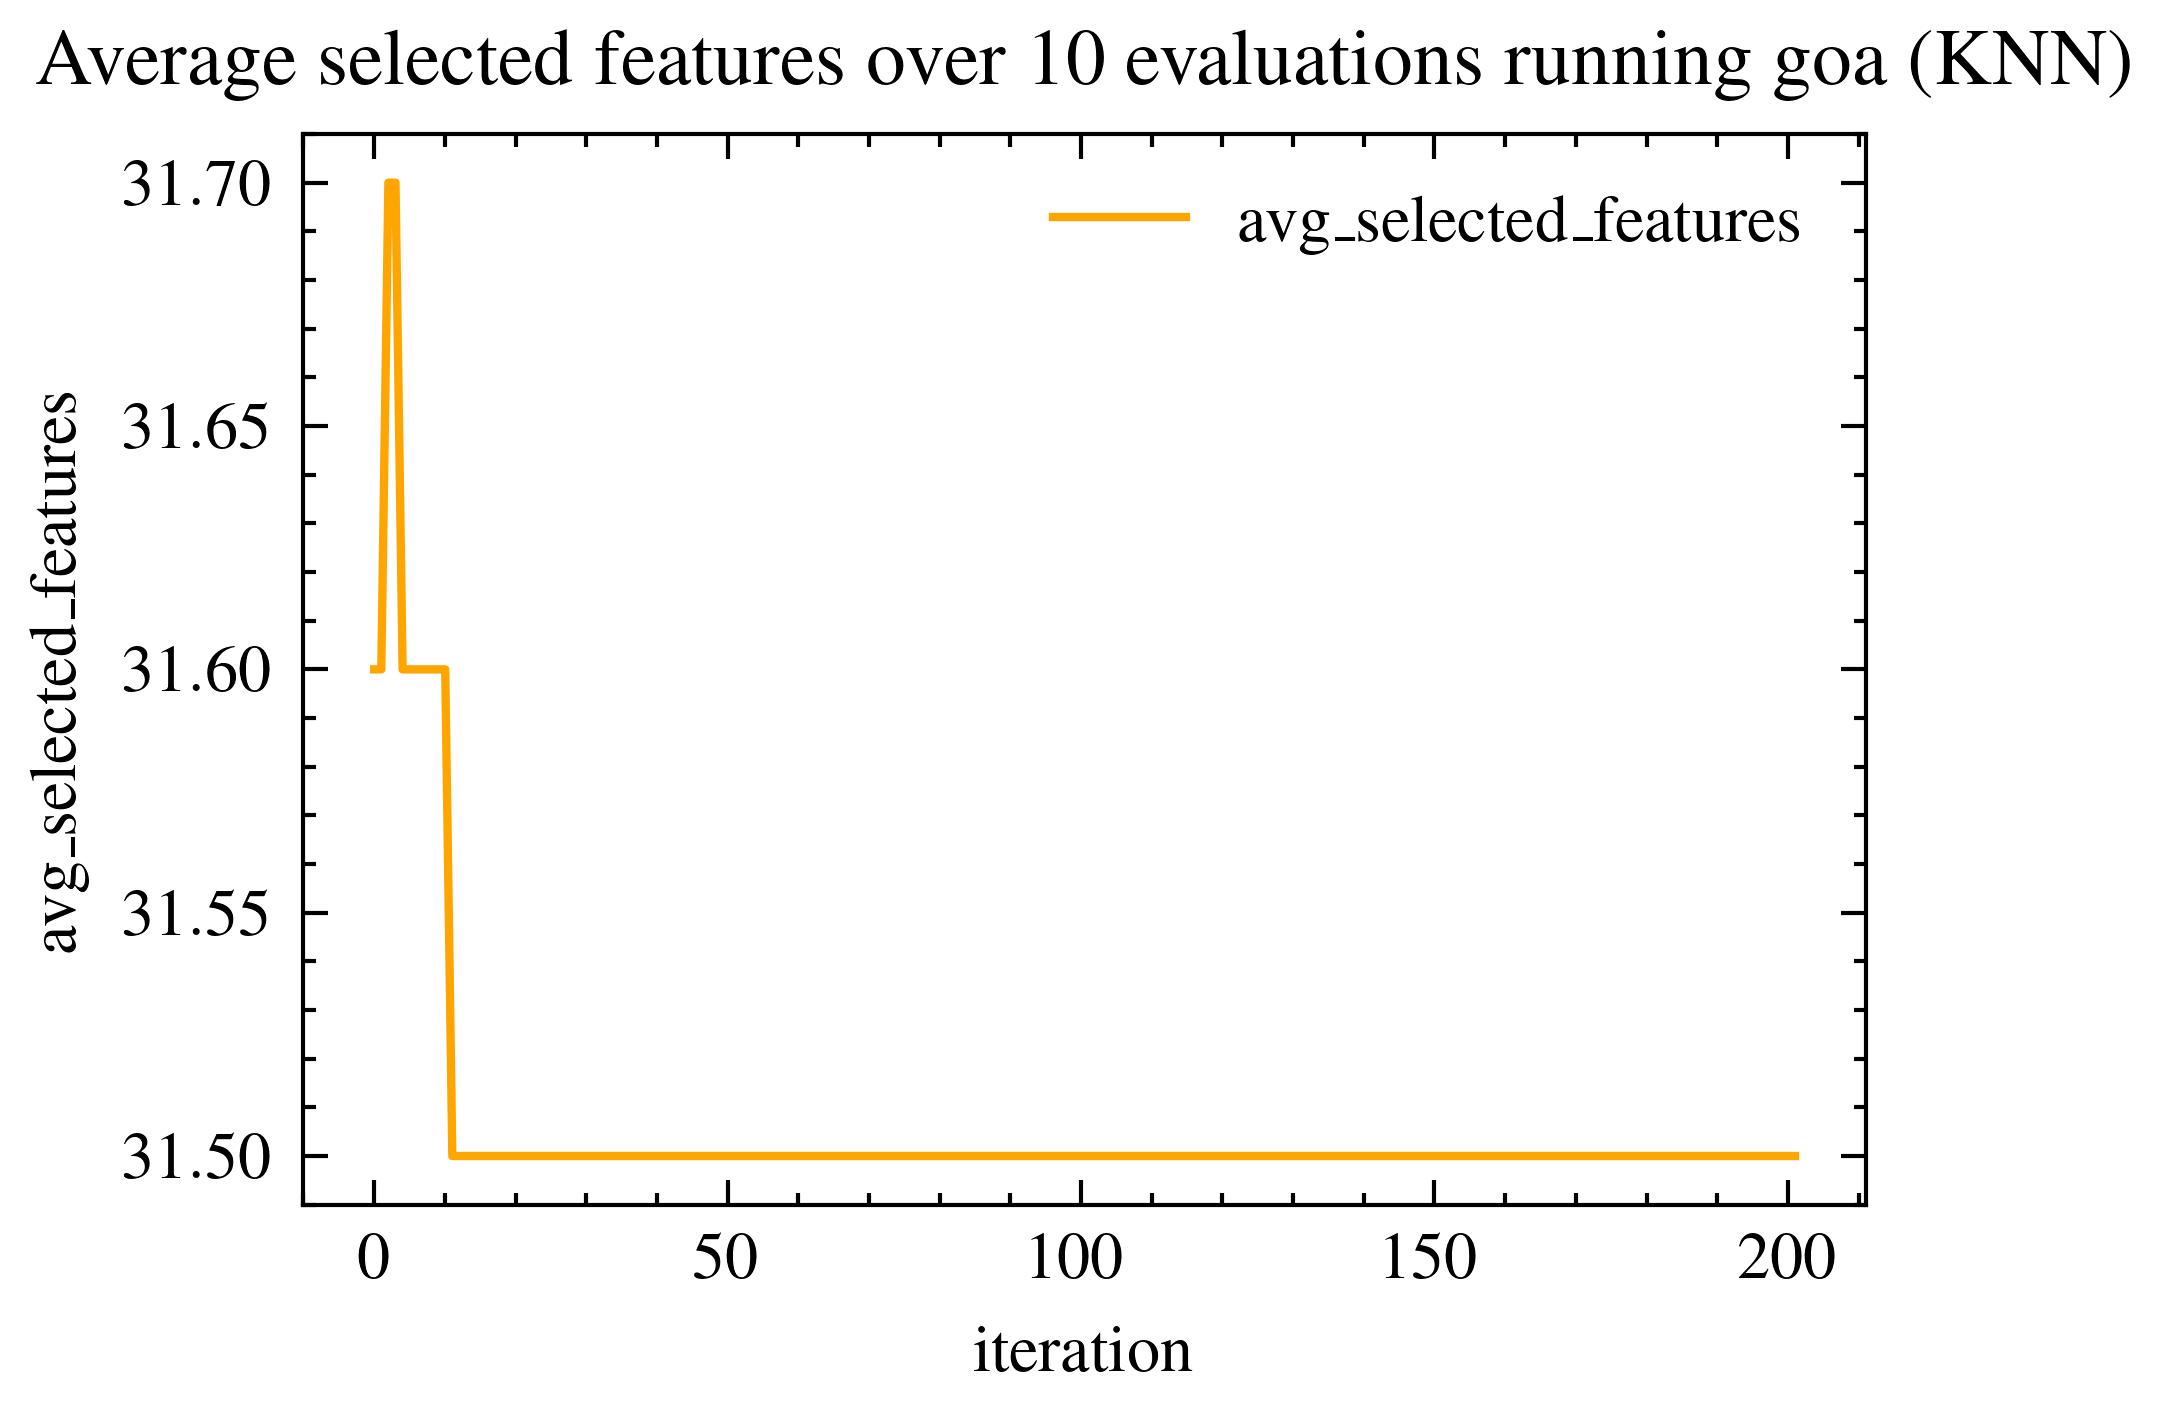 Average selected features over 10 evaluations running goa (KNN)
avg_selected_features
31.70
31.65
31.60
31.55
31.50
avg_selected_features
0 50 100 150 200
iteration